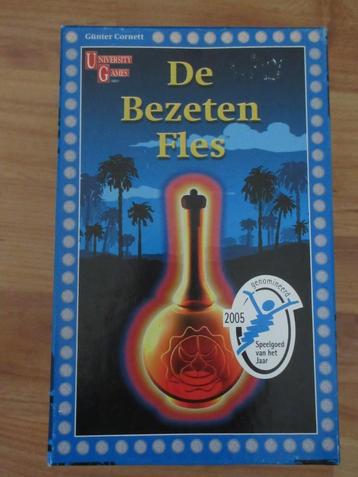 Günter Cornett
UNIVERSITY
GAMES
De
Bezeten
Fles
genomineerd
2005
Speelgoed
van het
Jaar